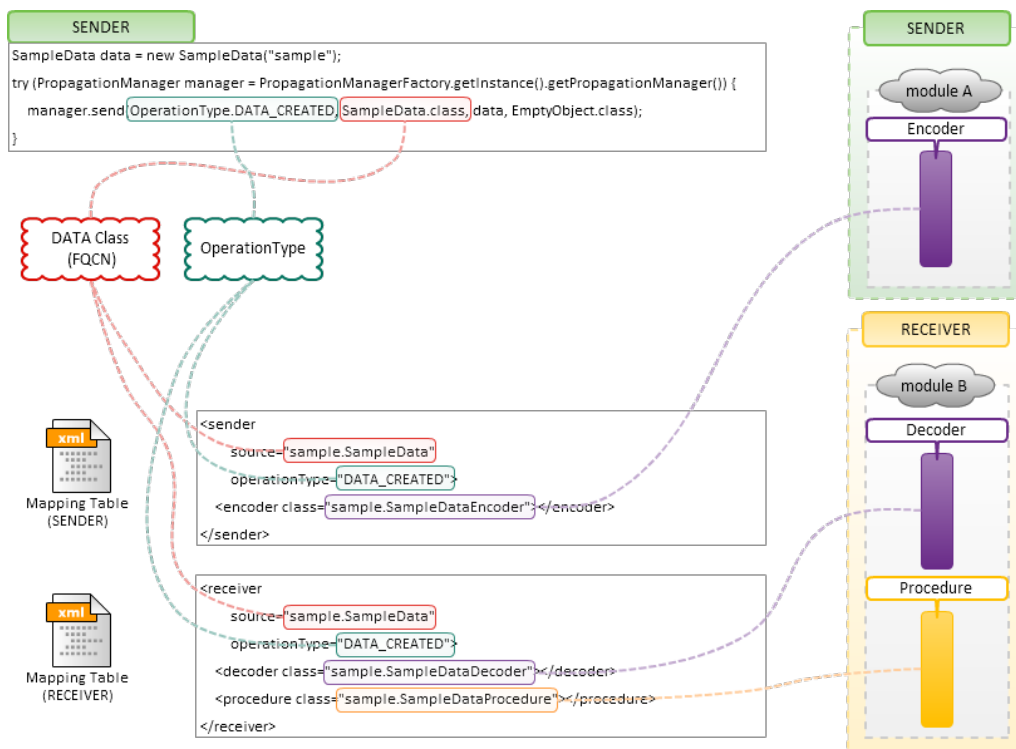 SENDER
SampleData data = new SampleData("sample");
try (PropagationManager manager = PropagationManagerFactory.getInstance().getPropagationManager()) {
manager.send(OperationType.DATA_CREATED, SampleData.class, data, EmptyObject.class);
}
DATA Class
(FQCN)
OperationType
xml
Mapping Table
(SENDER)
<sender
source="sample.SampleData"
operationType="DATA_CREATED">
<encoder class="sample.SampleDataEncoder"></encoder>
</sender>
xml
Mapping Table
(RECEIVER)
<receiver
source="sample.SampleData"
operationType="DATA_CREATED">
<decoder class="sample.SampleDataDecoder"></decoder>
<procedure class="sample.SampleDataProcedure"></procedure>
</receiver>
SENDER
module A
Encoder
RECEIVER
module B
Decoder
Procedure